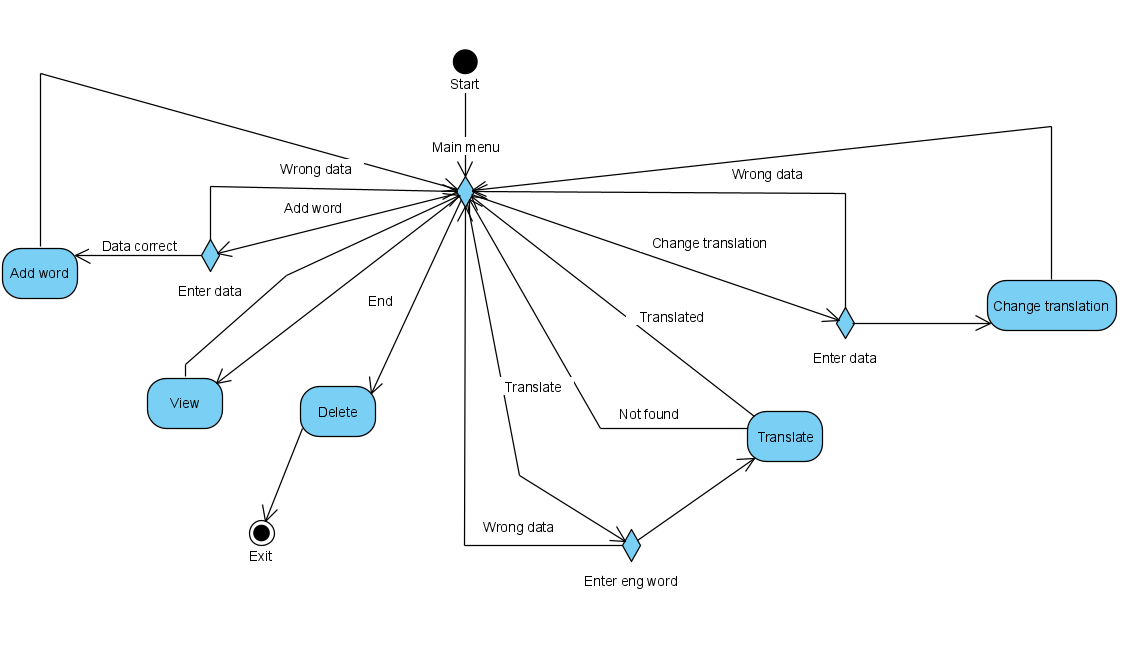 Start
Main menu
Wrong data
Wrong data
Add word
Change translation
Data correct
Add word
Enter data
End
Change translation
Translated
Enter data
Translate
View
Delete
Not found
Translate
Wrong data
Exit
Enter eng word